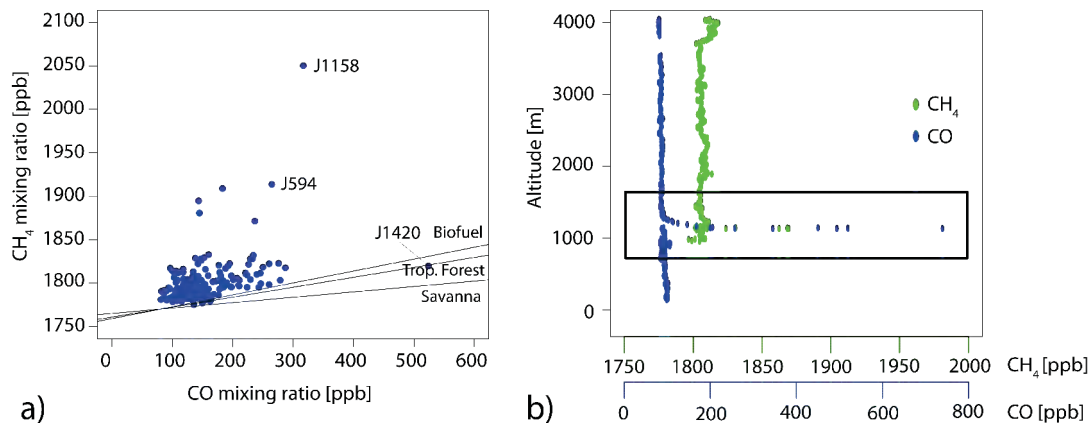 2100
2050
2000
1950
1900
1850
1800
1750
CH4 mixing ratio [ppb]
J1158
J594
J1420
Biofuel
Trop. Forest
Savanna
0 100 200 300 400 500 600
CO mixing ratio [ppb]
a)
4000
3000
2000
1000
0
Altitude [m]
CH4
CO
1750 1800 1850 1900 1950 2000
CH4 [ppb]
0 200 400 600 800
CO [ppb]
b)